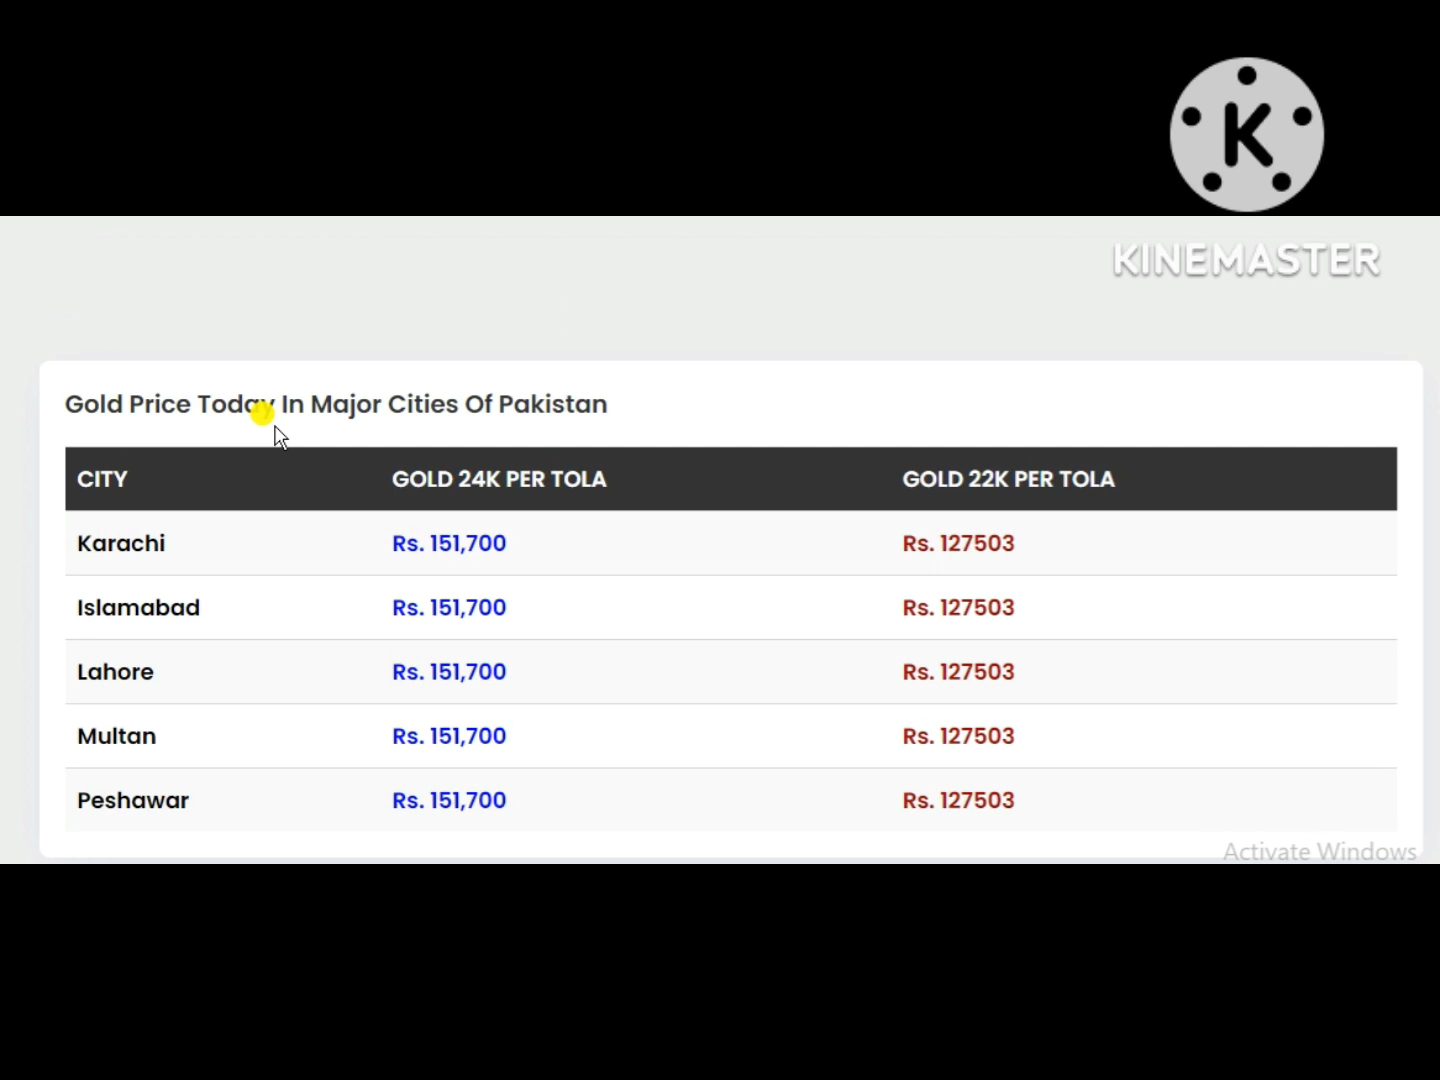 K
KINEMASTER
Gold Price Today In Major Cities Of Pakistan
CITY GOLD 24K PER TOLA GOLD 22K PER TOLA
Karachi Rs. 151,700 Rs. 127503
Islamabad Rs. 151,700 Rs. 127503
Lahore Rs. 151,700 Rs. 127503
Multan Rs. 151,700 Rs. 127503
Peshawar Rs. 151,700 Rs. 127503
Activate Windows